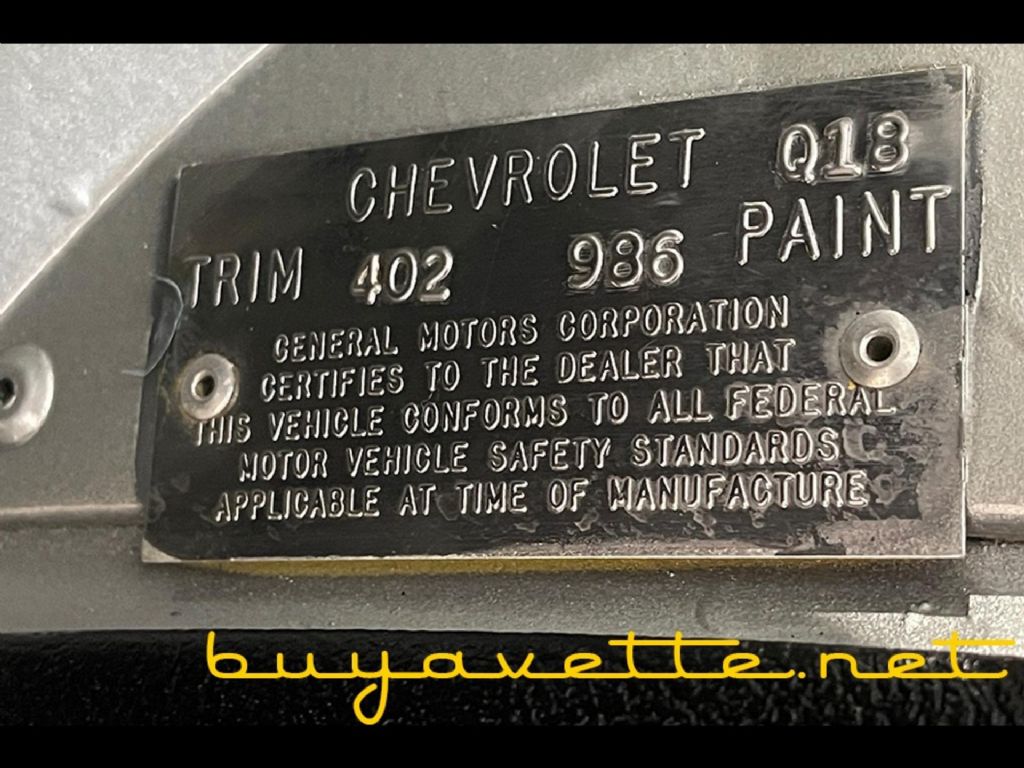 CHEVROLET Q18
TRIM 402 986 PAINT
GENERAL MOTORS CORPORATION
CERTIFIES TO THE DEALER THAT
THIS VEHICLE CONFORMS TO ALL FEDERAL
MOTOR VEHICLE SAFETY STANDARDS
APPLICABLE AT TIME OF MANUFACTURE
buyavette.net